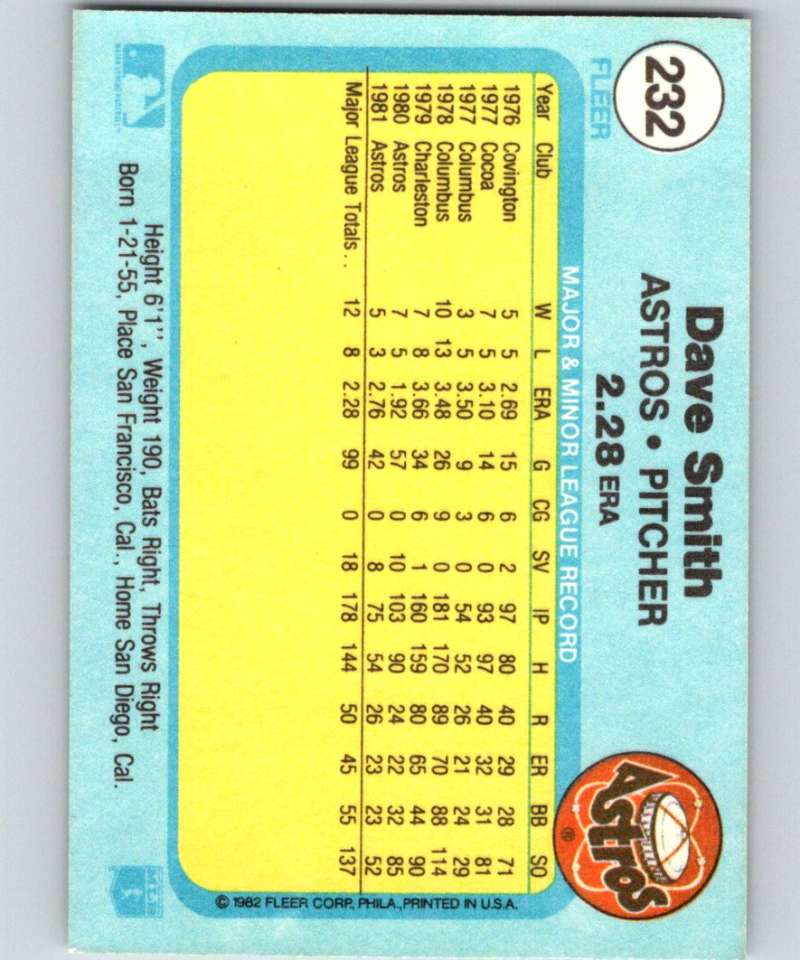 232
FLEER
Dave Smith
ASTROS • PITCHER
2.28 ERA
Astros
®
MAJOR & MINOR LEAGUE RECORD
Year Club W L ERA G CG SV IP H R ER BB SO
1976 Covington 5 5 2.69 15 6 2 97 80 40 29 28 71
1977 Cocoa 7 5 3.10 14 6 0 93 97 40 32 31 81
1977 Columbus 3 5 3.50 9 3 0 54 52 26 21 24 29
1978 Columbus 10 13 3.48 26 9 0 181 170 89 70 88 114
1979 Charleston 7 8 3.66 34 6 1 160 159 80 65 44 90
1980 Astros 7 5 1.92 57 0 10 103 90 24 22 32 85
1981 Astros 5 3 2.76 42 0 8 75 54 26 23 23 52
Major League Totals . . 12 8 2.28 99 0 18 178 144 50 45 55 137
Height 6'1'', Weight 190, Bats Right, Throws Right
Born 1-21-55, Place San Francisco, Cal., Home San Diego, Cal.
© 1982 FLEER CORP., PHILA., PRINTED IN U.S.A.